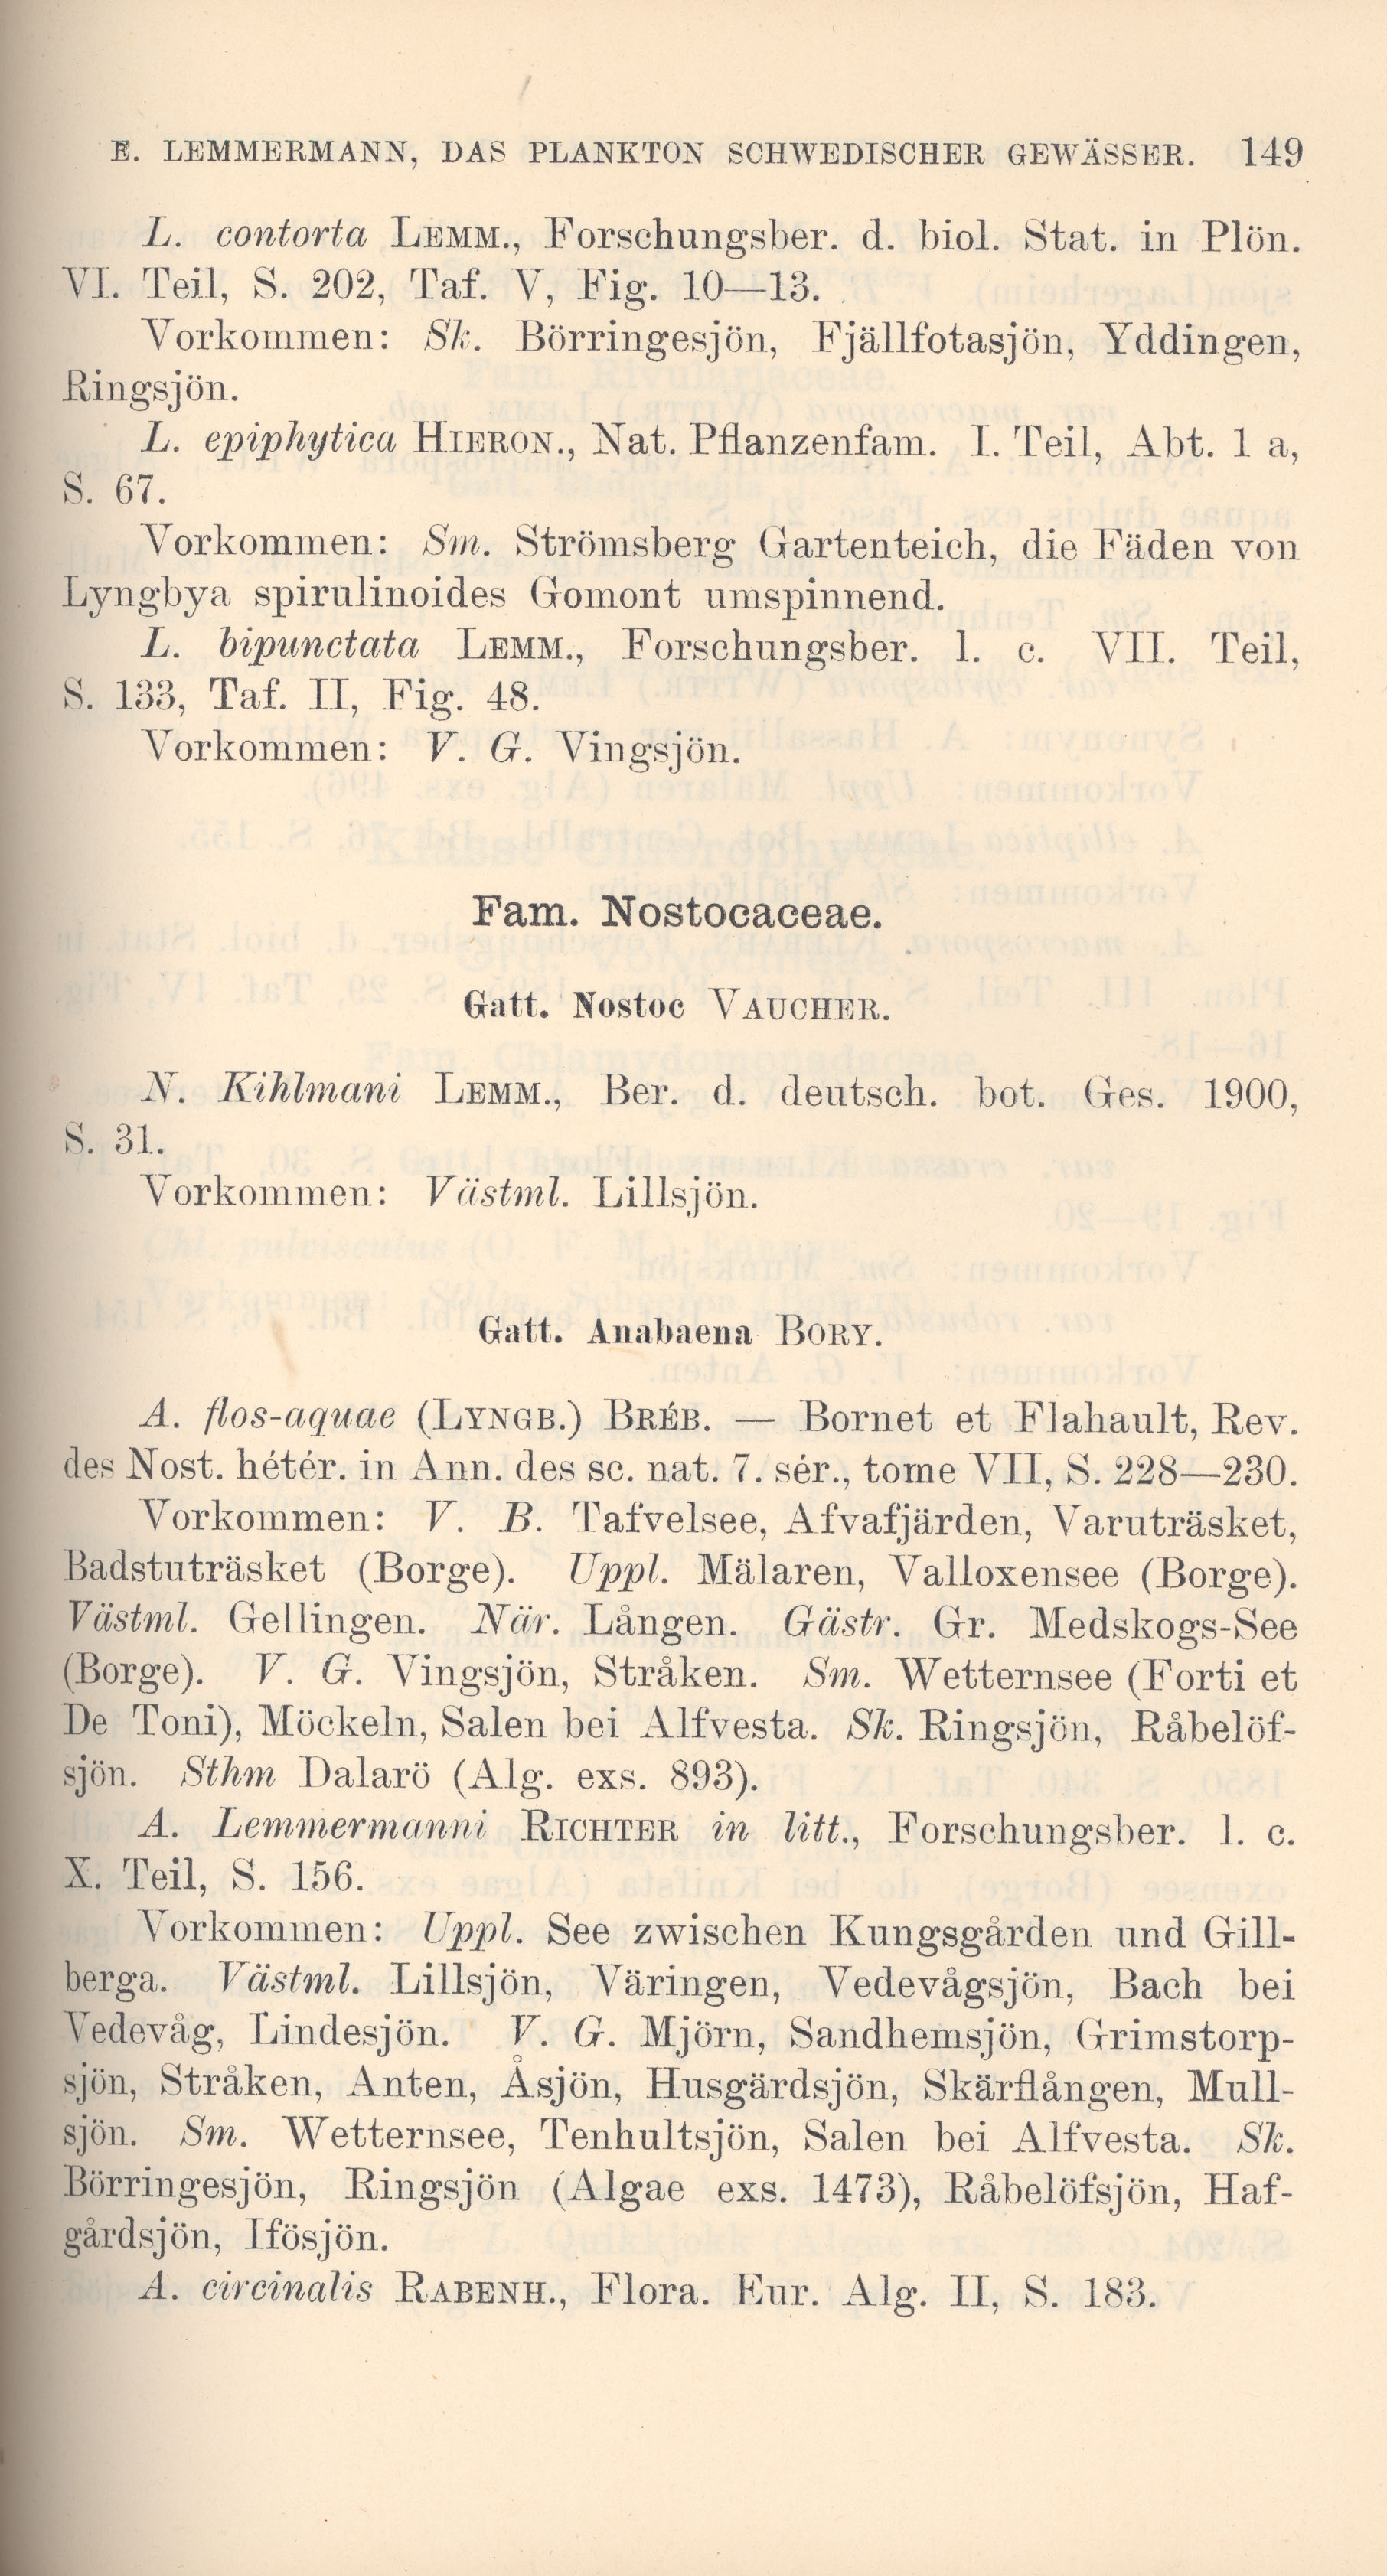 E. LEMMERMANN, DAS PLANKTON SCHWEDISCHER GEWÄSSER. 149
L. contorta LEMM., Forschungsber. d. biol. Stat. in Plön.
VI. Teil, S. 202, Taf. V, Fig. 10—13.
Vorkommen: Sk. Börringesjön, Fjällfotasjön, Yddingen,
Ringsjön.
L. epiphytica HIERON., Nat. Pflanzenfam. I. Teil, Abt. 1 a,
S. 67.
Vorkommen: Sm. Strömsberg Gartenteich, die Fäden von
Lyngbya spirulinoides Gomont umspinnend.
L. bipunctata LEMM., Forschungsber. l. c. VII. Teil,
S. 133, Taf. II, Fig. 48.
Vorkommen: V. G. Vingsjön.
Fam. Nostocaceae.
Gatt. Nostoc VAUCHER.
N. Kihlmani LEMM., Ber. d. deutsch. bot. Ges. 1900,
S. 31.
Vorkommen: Västml. Lillsjön.
Gatt. Anabaena BORY.
A. flos-aquae (LYNGB.) BRÉB. — Bornet et Flahault, Rev.
des Nost. hétér. in Ann. des sc. nat. 7. sér., tome VII, S. 228—230.
Vorkommen: V. B. Tafvelsee, Afvafjärden, Varuträsket,
Badstuträsket (Borge). Uppl. Mälaren, Valloxensee (Borge).
Västml. Gellingen. När. Lången. Gästr. Gr. Medskogs-See
(Borge). V. G. Vingsjön, Stråken. Sm. Wetternsee (Forti et
De Toni), Möckeln, Salen bei Alfvesta. Sk. Ringsjön, Råbelöf-
sjön. Sthm Dalarö (Alg. exs. 893).
A. Lemmermanni RICHTER in litt., Forschungsber. l. c.
X. Teil, S. 156.
Vorkommen: Uppl. See zwischen Kungsgården und Gill-
berga. Västml. Lillsjön, Väringen, Vedevågsjön, Bach bei
Vedevåg, Lindesjön. V. G. Mjörn, Sandhemsjön, Grimstorp-
sjön, Stråken, Anten, Åsjön, Husgärdsjön, Skärflången, Mull-
sjön. Sm. Wetternsee, Tenhultsjön, Salen bei Alfvesta. Sk.
Börringesjön, Ringsjön (Algae exs. 1473), Råbelöfsjön, Haf-
gårdsjön, Ifösjön.
A. circinalis RABENH., Flora. Eur. Alg. II, S. 183.